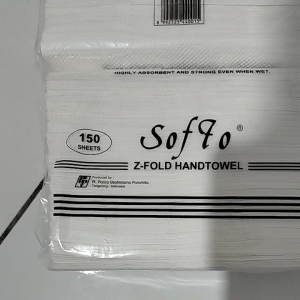 HIGHLY ABSORBENT AND STRONG EVEN WHEN WET.
150
SHEETS
Softo®
Z-FOLD HANDTOWEL
Produced by